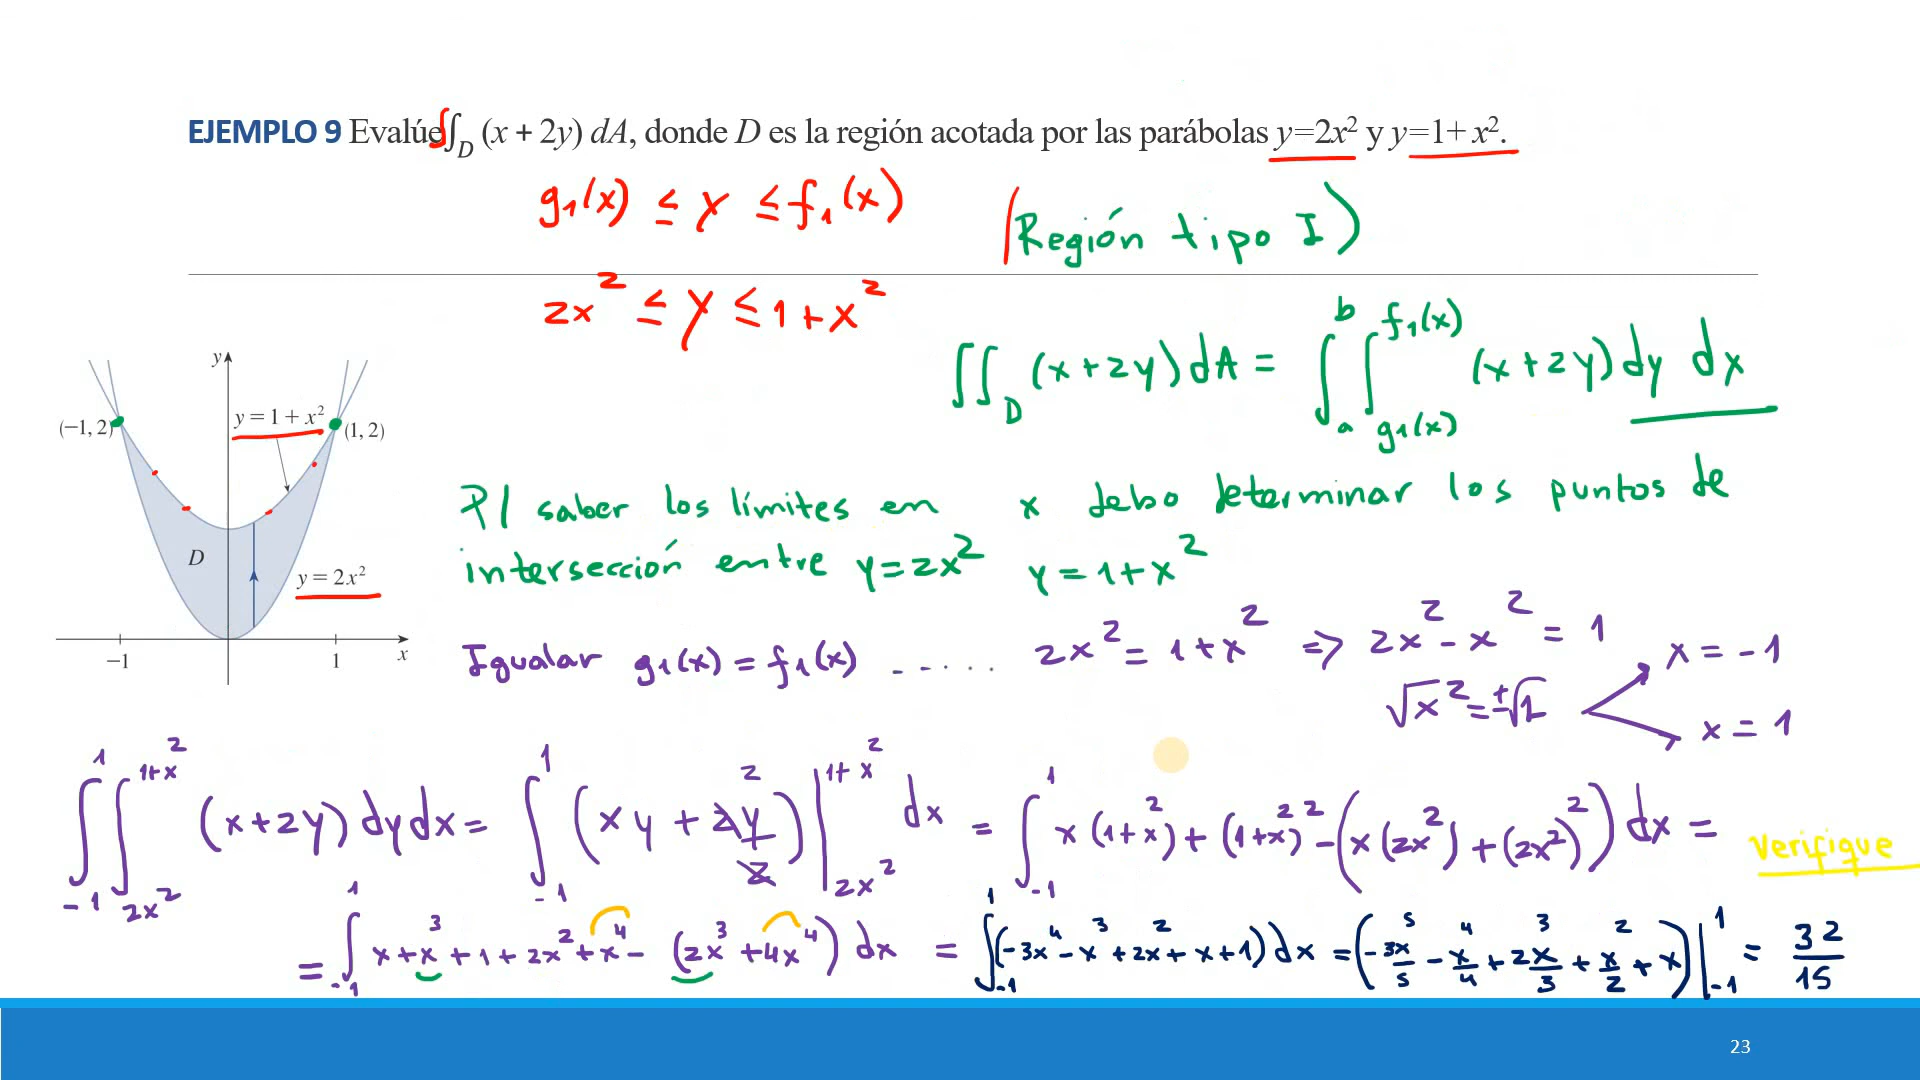 EJEMPLO 9 Evalúe ∫∫_D (x + 2y) dA, donde D es la región acotada por las parábolas y=2x² y y=1+ x².
g₁(x) ≤ y ≤ f₁(x)
(Región tipo I)
2x² ≤ y ≤ 1+x²
∬_D (x+2y)dA = ∫_a^b ∫_{g₁(x)}^{f₁(x)} (x+2y)dy dx
y
y = 1 + x²
(−1, 2)
(1, 2)
D
y = 2x²
−1
1
x
P/ saber los límites en x debo determinar los puntos de
intersección entre y=2x² y=1+x²
Igualar g₁(x) = f₁(x) ..... 2x² = 1+x² => 2x² - x² = 1
√x² = ±√1
x = -1
x = 1
∫_{-1}^{1} ∫_{2x²}^{1+x²} (x+2y)dydx = ∫_{-1}^{1} (xy + 2y²/2)|_{2x²}^{1+x²} dx = ∫_{-1}^{1} x(1+x²)+(1+x²)² -(x(2x²)+(2x²)²)dx =
Verifique
= ∫_{-1}^{1} x+x³+1+2x²+x⁴-(2x³+4x⁴)dx = ∫_{-1}^{1}(-3x⁴-x³+2x²+x+1)dx = (-3x⁵/5 - x⁴/4 + 2x³/3 + x²/2 + x)|_{-1}^{1} = 32/15
23